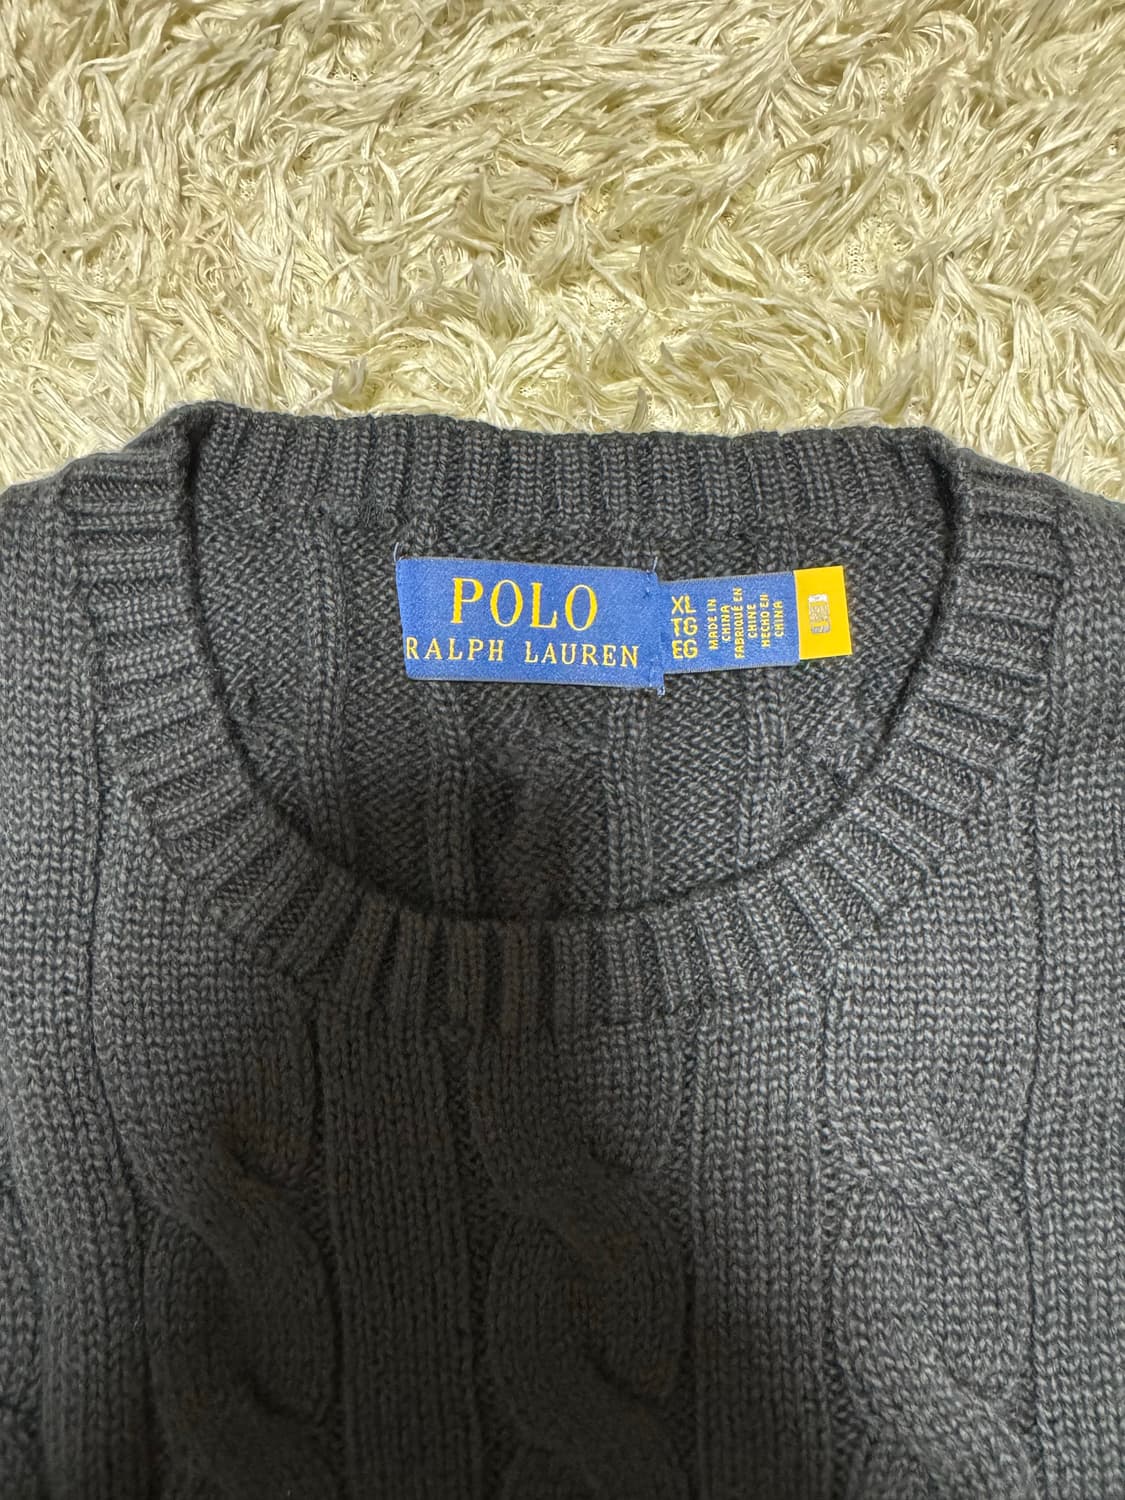 POLO
RALPH LAUREN
XL
TG
EG
MADE IN
CHINA
FABRIQUÉ EN
CHINE
HECHO EN
CHINA